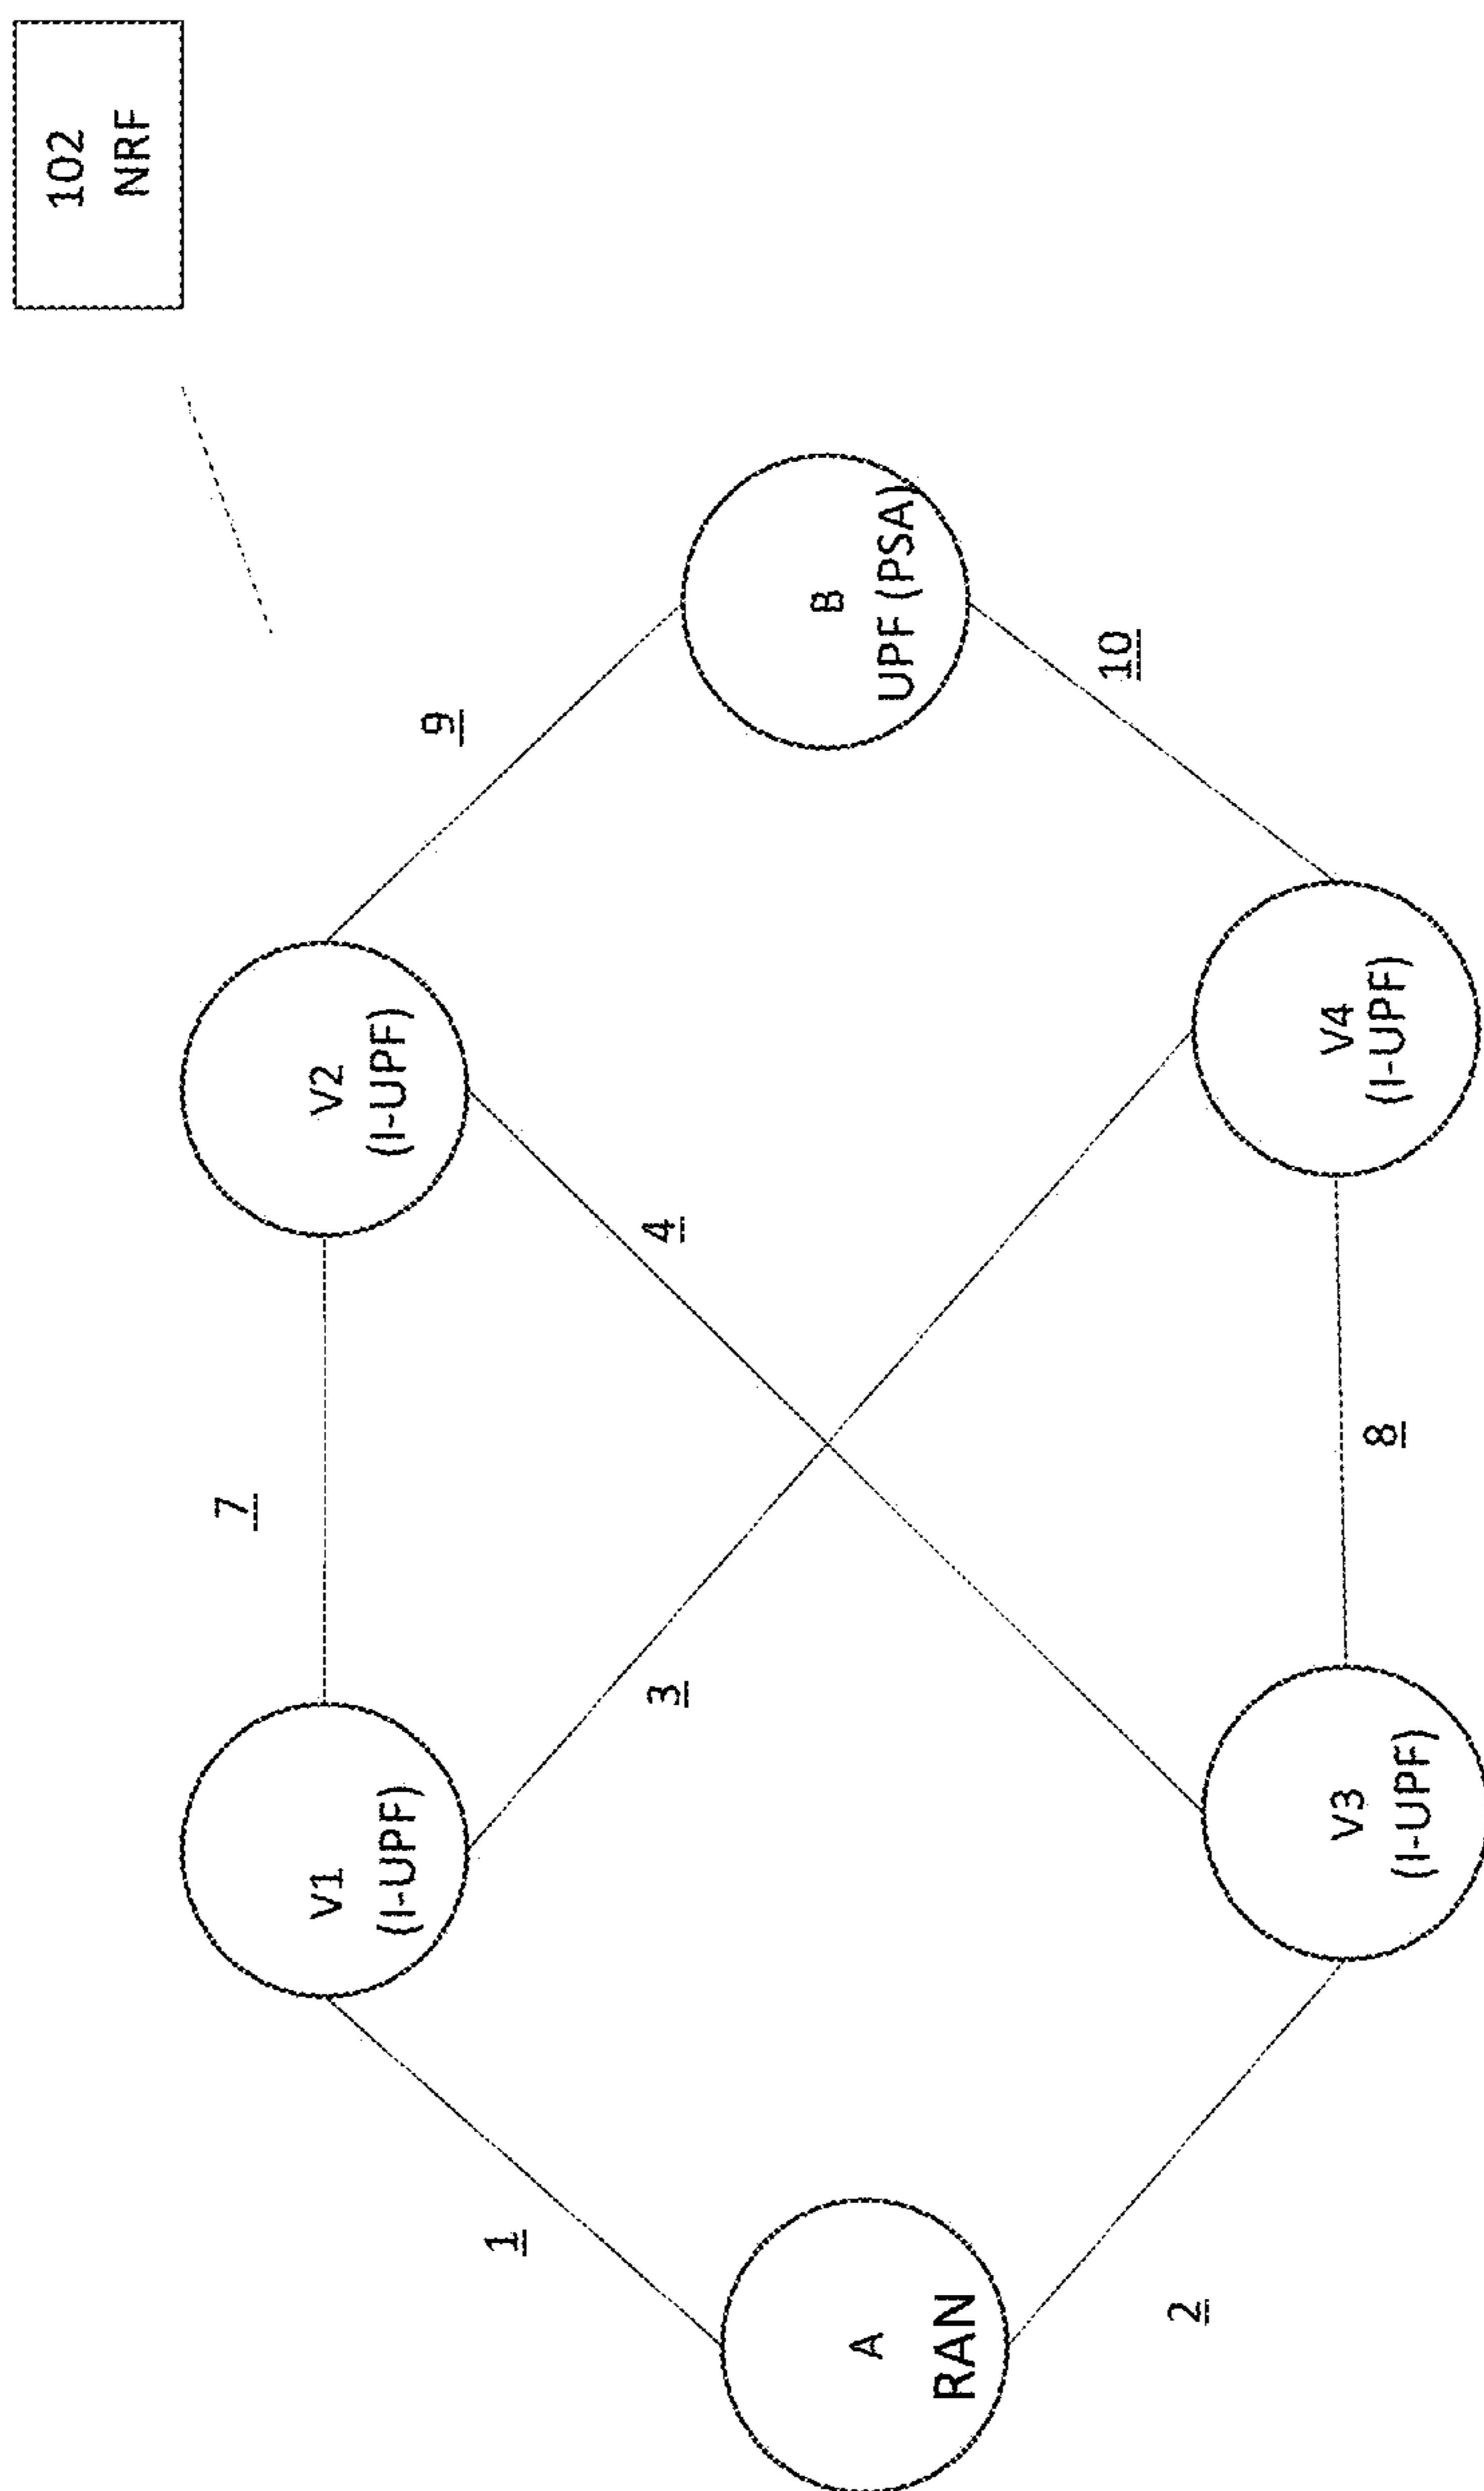 102
NRF
V1
(I-UPF)
7
V2
(I-UPF)
9
1
3
4
A
RAN
B
UPF (PSA)
2
10
V3
(I-UPF)
8
V4
(I-UPF)